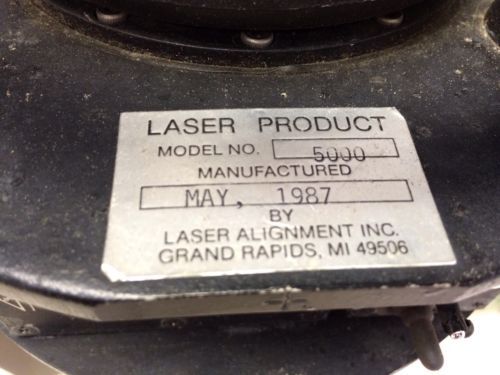 LASER PRODUCT
MODEL NO. 5000
MANUFACTURED
MAY, 1987
BY
LASER ALIGNMENT INC.
GRAND RAPIDS, MI 49506